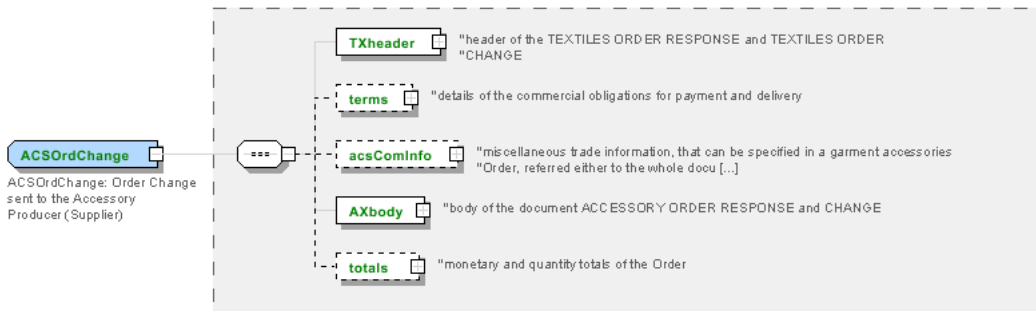 TXheader
"header of the TEXTILES ORDER RESPONSE and TEXTILES ORDER
"CHANGE
terms
"details of the commercial obligations for payment and delivery
ACSOrdChange
ACSOrdChange: Order Change
sent to the Accessory
Producer (Supplier)
acsComInfo
"miscellaneous trade information, that can be specified in a garment accessories
"Order, referred either to the whole docu [...]
AXbody
"body of the document ACCESSORY ORDER RESPONSE and CHANGE
totals
"monetary and quantity totals of the Order